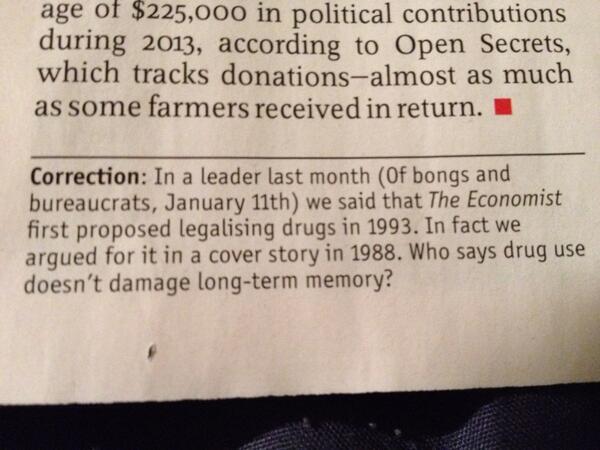 age of $225,000 in political contributions
during 2013, according to Open Secrets,
which tracks donations—almost as much
as some farmers received in return. ■
Correction: In a leader last month (Of bongs and
bureaucrats, January 11th) we said that The Economist
first proposed legalising drugs in 1993. In fact we
argued for it in a cover story in 1988. Who says drug use
doesn't damage long-term memory?